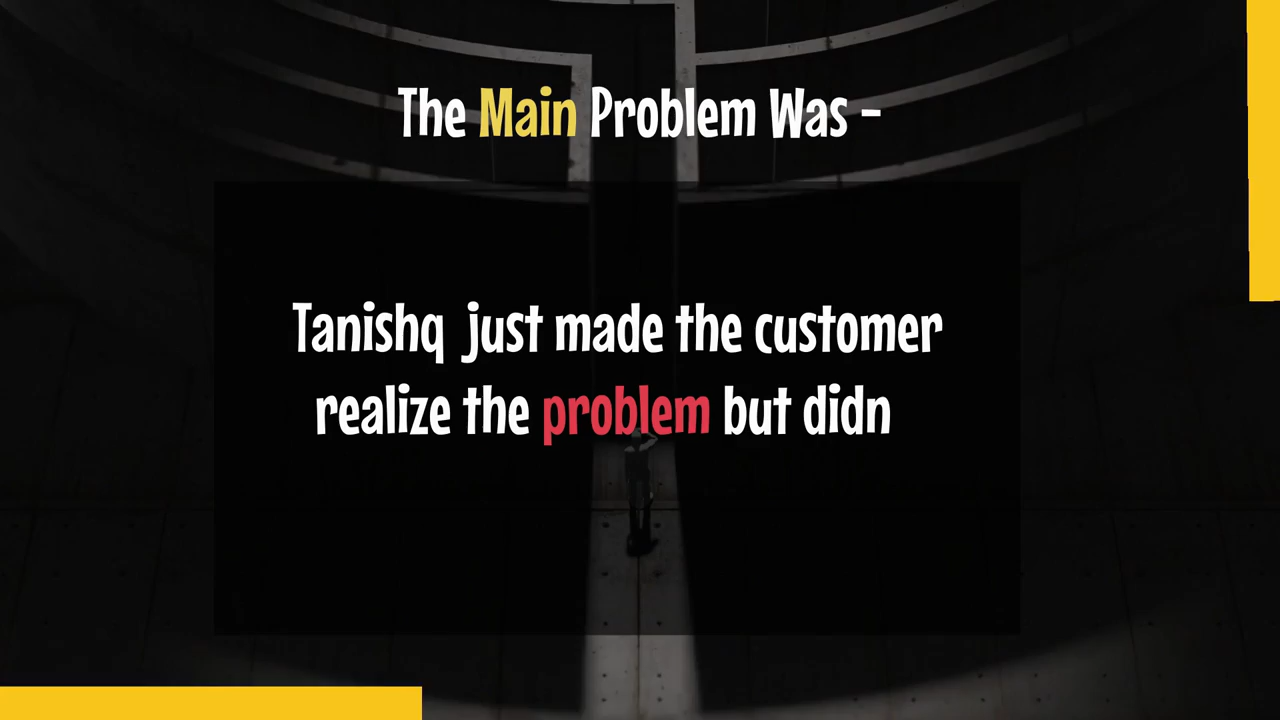 The Main Problem Was -
Tanishq just made the customer
realize the problem but didn